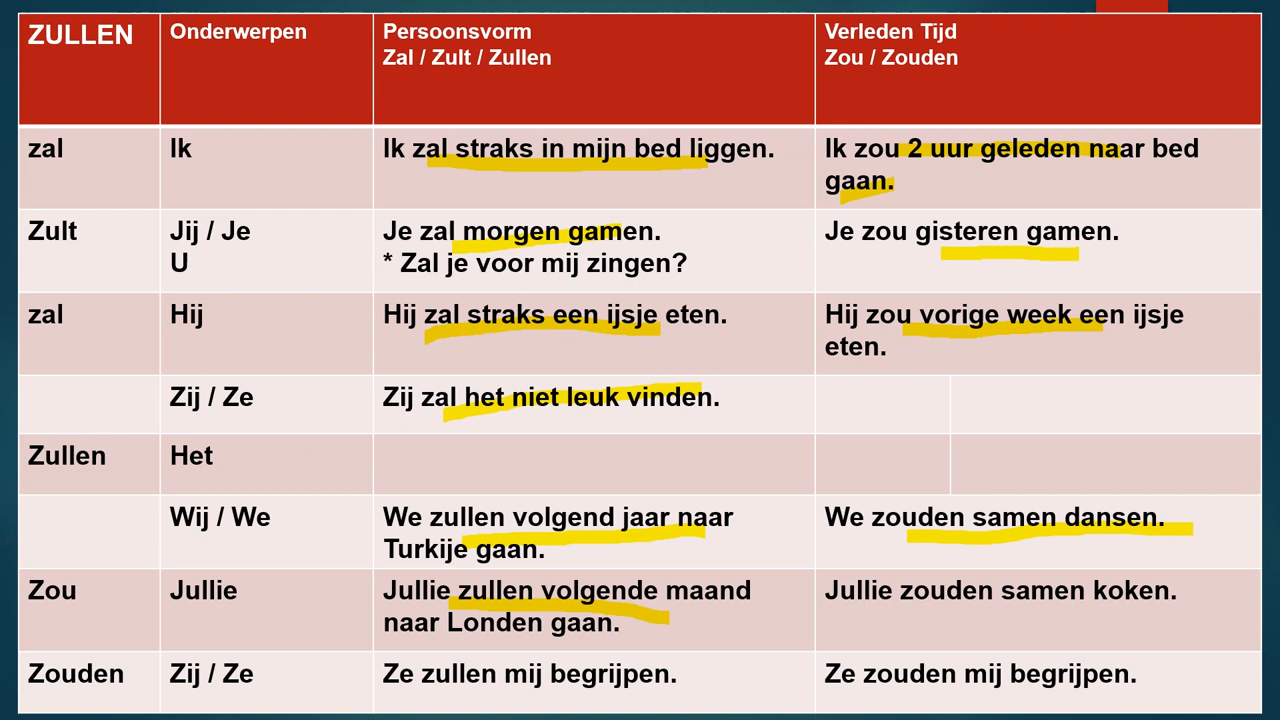 ZULLEN
Onderwerpen
Persoonsvorm
Zal / Zult / Zullen
Verleden Tijd
Zou / Zouden
zal
Ik
Ik zal straks in mijn bed liggen.
Ik zou 2 uur geleden naar bed
gaan.
Zult
Jij / Je
U
Je zal morgen gamen.
* Zal je voor mij zingen?
Je zou gisteren gamen.
zal
Hij
Hij zal straks een ijsje eten.
Hij zou vorige week een ijsje
eten.
Zij / Ze
Zij zal het niet leuk vinden.
Zullen
Het
Wij / We
We zullen volgend jaar naar
Turkije gaan.
We zouden samen dansen.
Zou
Jullie
Jullie zullen volgende maand
naar Londen gaan.
Jullie zouden samen koken.
Zouden
Zij / Ze
Ze zullen mij begrijpen.
Ze zouden mij begrijpen.